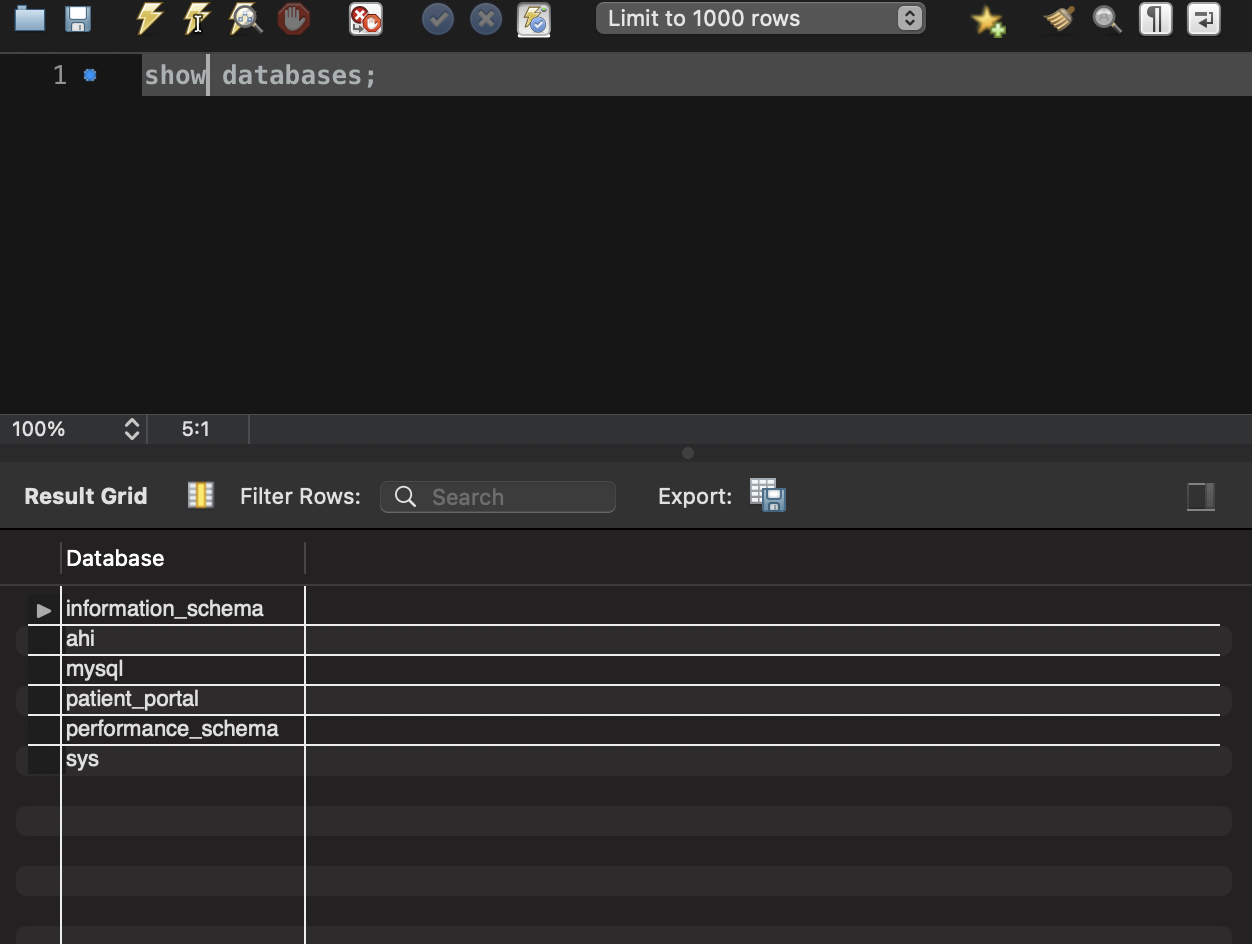 Limit to 1000 rows
1 show databases;
100% 5:1
Result Grid Filter Rows: Search Export:
Database
information_schema
ahi
mysql
patient_portal
performance_schema
sys